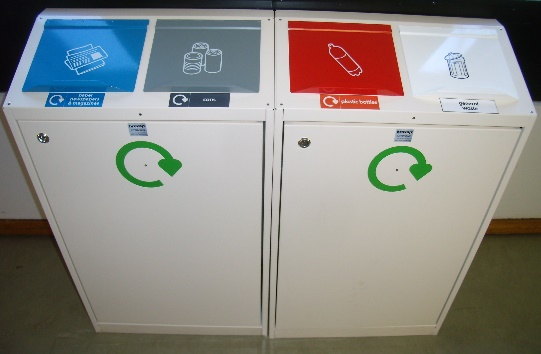 paper
newspapers
& magazines
cans
plastic bottles
general
waste